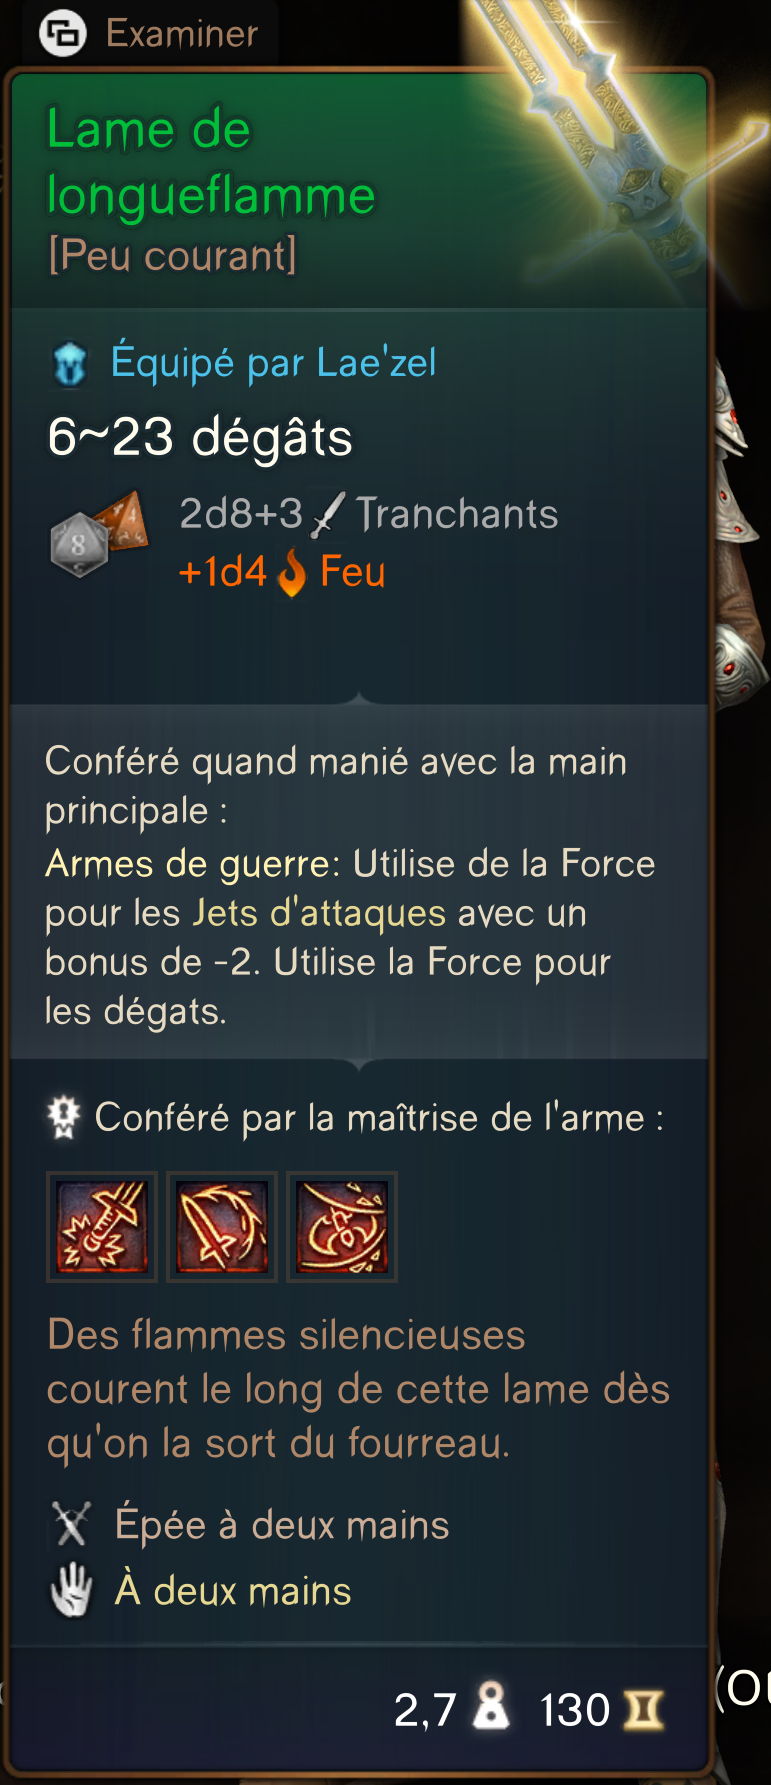 Examiner
Lame de
longueflamme
[Peu courant]
Équipé par Lae'zel
6~23 dégâts
2d8+3 Tranchants
8
4
+1d4 Feu
Conféré quand manié avec la main
principale :
Armes de guerre: Utilise de la Force
pour les Jets d'attaques avec un
bonus de -2. Utilise la Force pour
les dégats.
Conféré par la maîtrise de l'arme :
Des flammes silencieuses
courent le long de cette lame dès
qu'on la sort du fourreau.
Épée à deux mains
À deux mains
2,7 130